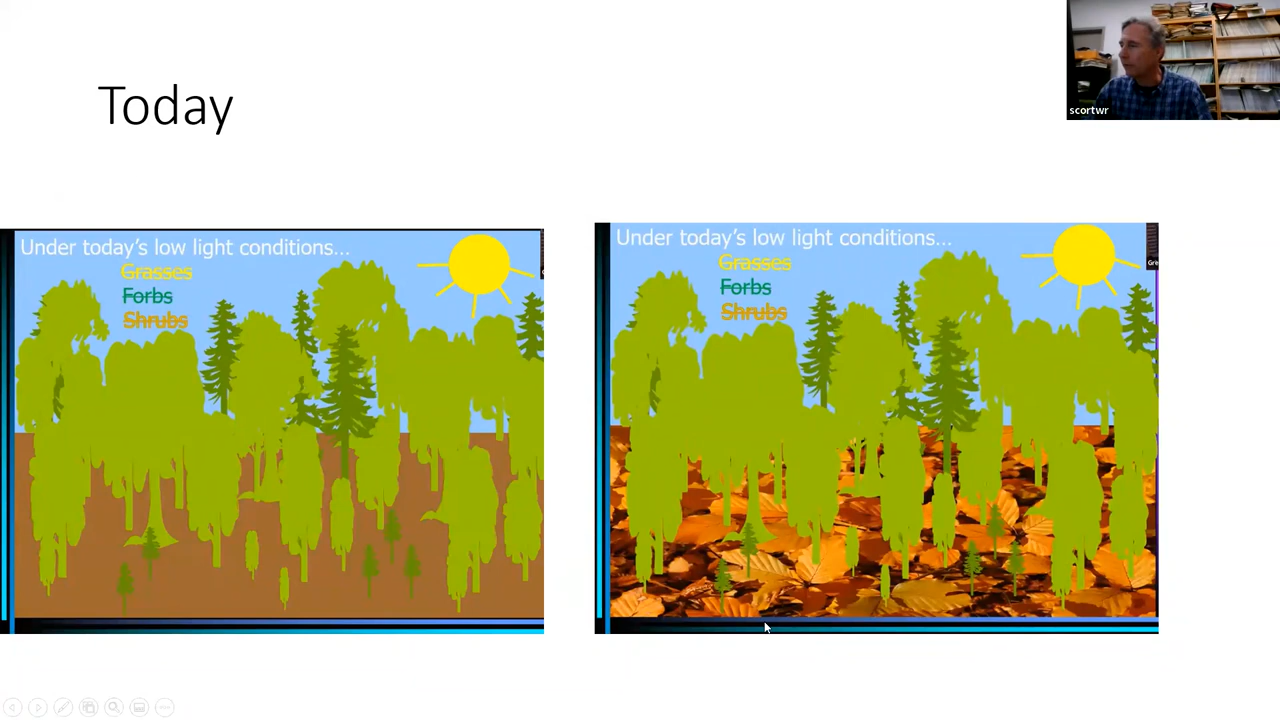 Today
scortwr
Under today's low light conditions...
Grasses
Forbs
Shrubs
Under today's low light conditions...
Grasses
Forbs
Shrubs